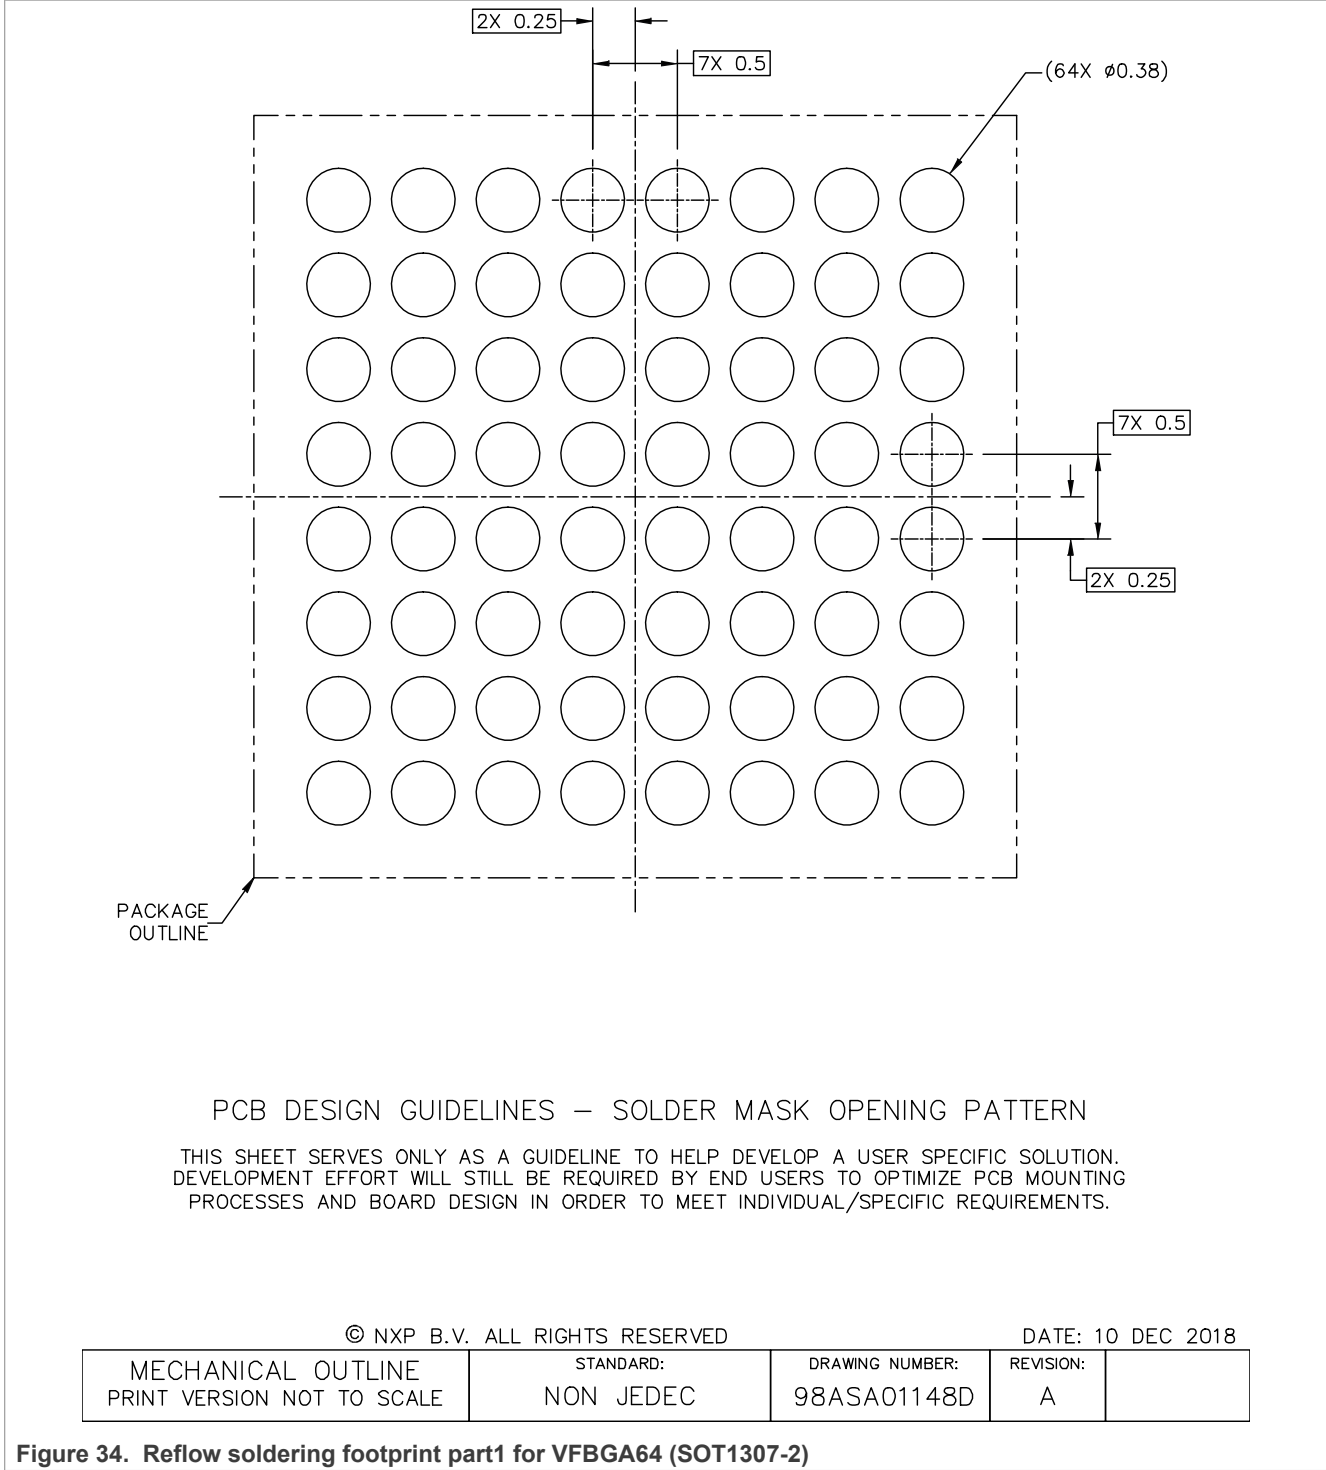 2X 0.25
7X 0.5
(64X ø0.38)
7X 0.5
2X 0.25
PACKAGE
OUTLINE
PCB DESIGN GUIDELINES – SOLDER MASK OPENING PATTERN
THIS SHEET SERVES ONLY AS A GUIDELINE TO HELP DEVELOP A USER SPECIFIC SOLUTION.
DEVELOPMENT EFFORT WILL STILL BE REQUIRED BY END USERS TO OPTIMIZE PCB MOUNTING
PROCESSES AND BOARD DESIGN IN ORDER TO MEET INDIVIDUAL/SPECIFIC REQUIREMENTS.
© NXP B.V. ALL RIGHTS RESERVED
DATE: 10 DEC 2018
MECHANICAL OUTLINE
PRINT VERSION NOT TO SCALE
STANDARD:
NON JEDEC
DRAWING NUMBER:
98ASA01148D
REVISION:
A
Figure 34. Reflow soldering footprint part1 for VFBGA64 (SOT1307-2)